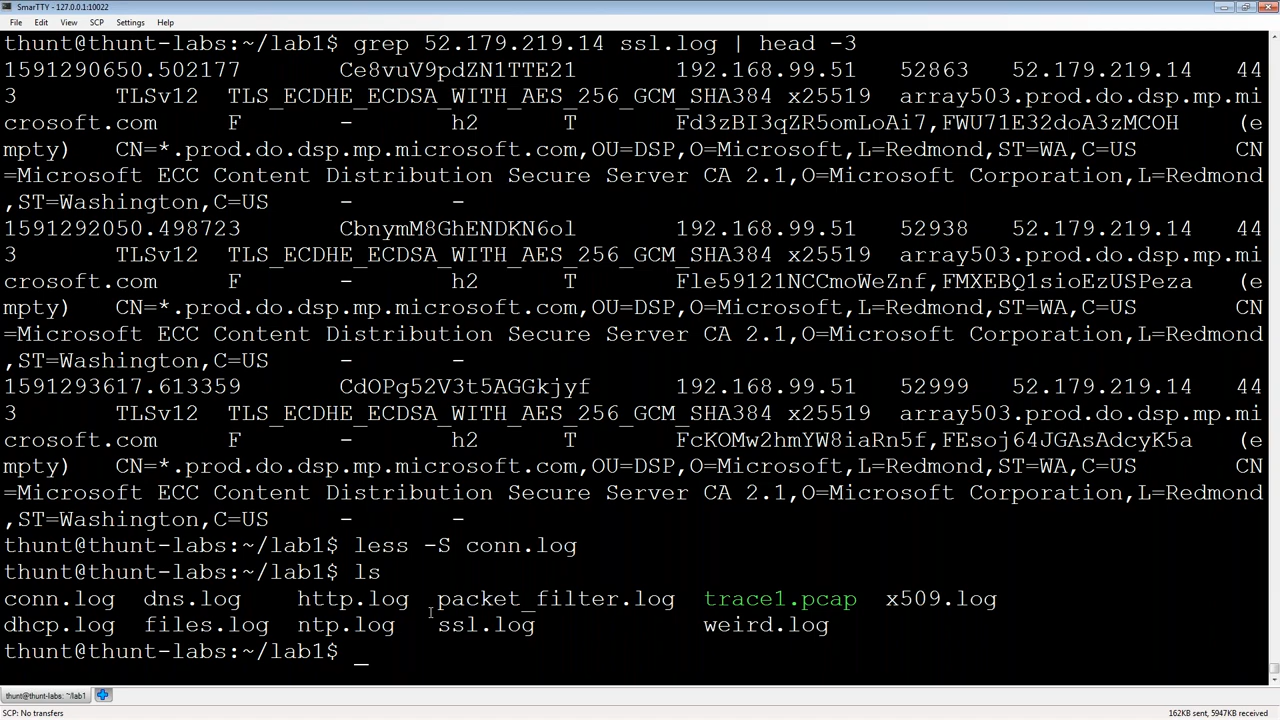 SmarTTY - 127.0.0.1:10022
File Edit View SCP Settings Help
thunt@thunt-labs:~/lab1$ grep 52.179.219.14 ssl.log | head -3
1591290650.502177 Ce8vuV9pdZN1TTE21 192.168.99.51 52863 52.179.219.14 44
3 TLSv12 TLS_ECDHE_ECDSA_WITH_AES_256_GCM_SHA384 x25519 array503.prod.do.dsp.mp.mi
crosoft.com F - h2 T Fd3zBI3qZR5omLoAi7,FWU71E32doA3zMCOH (e
mpty) CN=*.prod.do.dsp.mp.microsoft.com,OU=DSP,O=Microsoft,L=Redmond,ST=WA,C=US CN
=Microsoft ECC Content Distribution Secure Server CA 2.1,O=Microsoft Corporation,L=Redmond
,ST=Washington,C=US - -
1591292050.498723 CbnymM8GhENDKN6ol 192.168.99.51 52938 52.179.219.14 44
3 TLSv12 TLS_ECDHE_ECDSA_WITH_AES_256_GCM_SHA384 x25519 array503.prod.do.dsp.mp.mi
crosoft.com F - h2 T Fle59121NCCmoWeZnf,FMXEBQ1sioEzUSPeza (e
mpty) CN=*.prod.do.dsp.mp.microsoft.com,OU=DSP,O=Microsoft,L=Redmond,ST=WA,C=US CN
=Microsoft ECC Content Distribution Secure Server CA 2.1,O=Microsoft Corporation,L=Redmond
,ST=Washington,C=US - -
1591293617.613359 CdOPg52V3t5AGGkjyf 192.168.99.51 52999 52.179.219.14 44
3 TLSv12 TLS_ECDHE_ECDSA_WITH_AES_256_GCM_SHA384 x25519 array503.prod.do.dsp.mp.mi
crosoft.com F - h2 T FcKOMw2hmYW8iaRn5f,FEsoj64JGAsAdcyK5a (e
mpty) CN=*.prod.do.dsp.mp.microsoft.com,OU=DSP,O=Microsoft,L=Redmond,ST=WA,C=US CN
=Microsoft ECC Content Distribution Secure Server CA 2.1,O=Microsoft Corporation,L=Redmond
,ST=Washington,C=US - -
thunt@thunt-labs:~/lab1$ less -S conn.log
thunt@thunt-labs:~/lab1$ ls
conn.log dns.log http.log packet_filter.log trace1.pcap x509.log
dhcp.log files.log ntp.log ssl.log weird.log
thunt@thunt-labs:~/lab1$ _
thunt@thunt-labs: ~/lab1
SCP: No transfers 162KB sent, 5947KB received